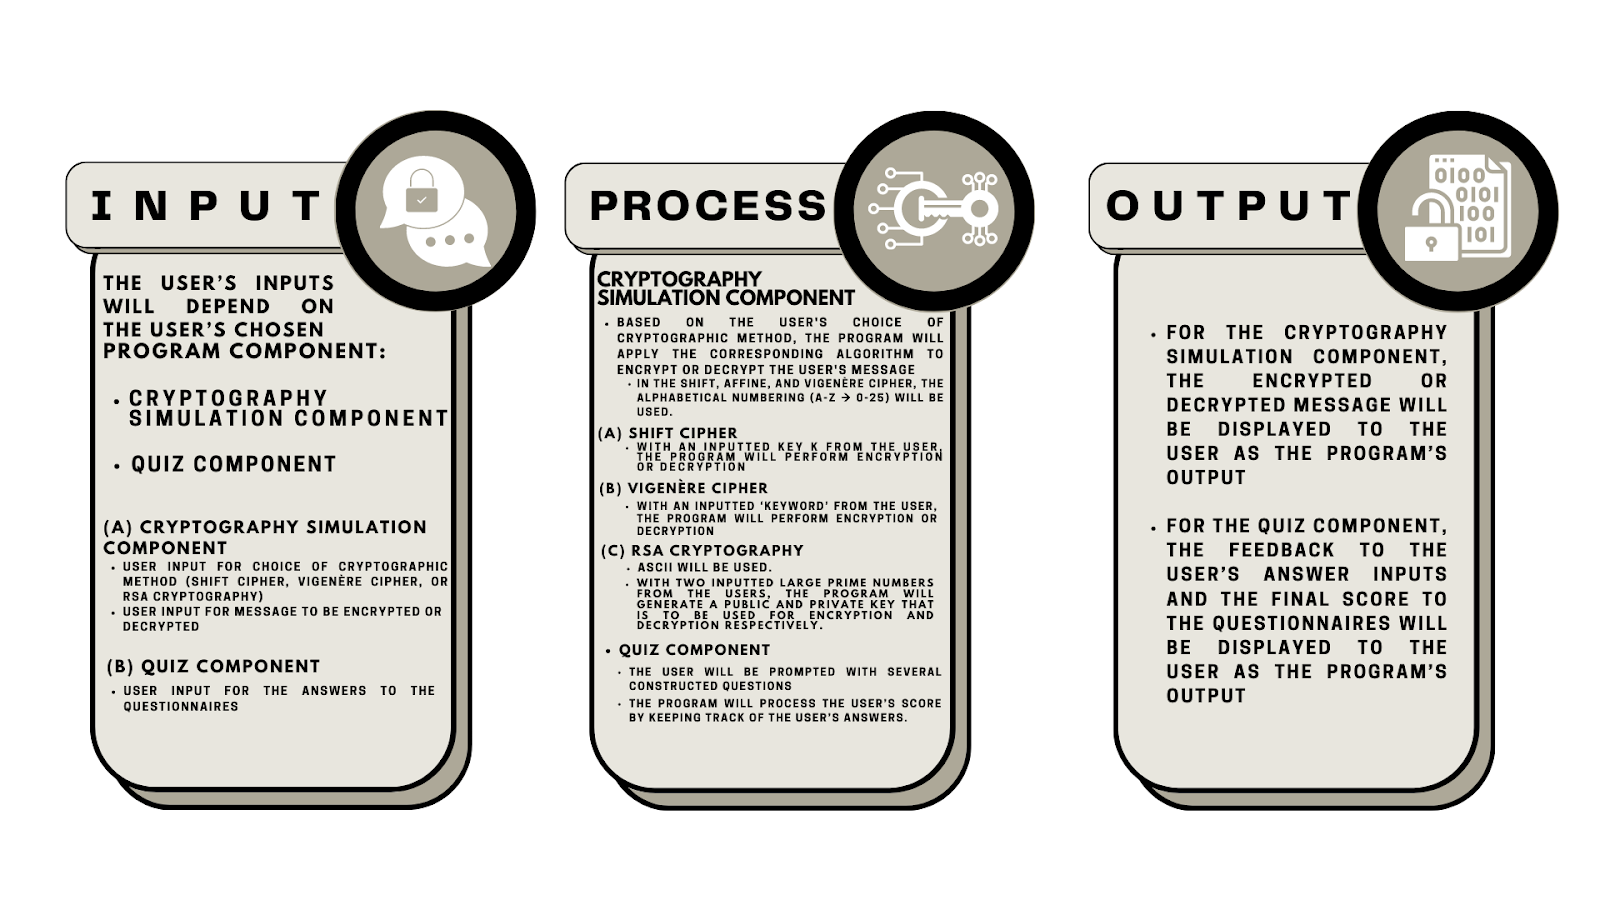 INPUT
THE USER'S INPUTS
WILL DEPEND ON
THE USER'S CHOSEN
PROGRAM COMPONENT:
• CRYPTOGRAPHY
SIMULATION COMPONENT
• QUIZ COMPONENT
(A) CRYPTOGRAPHY SIMULATION
COMPONENT
• USER INPUT FOR CHOICE OF CRYPTOGRAPHIC
METHOD (SHIFT CIPHER, VIGENÈRE CIPHER, OR
RSA CRYPTOGRAPHY)
• USER INPUT FOR MESSAGE TO BE ENCRYPTED OR
DECRYPTED
(B) QUIZ COMPONENT
• USER INPUT FOR THE ANSWERS TO THE
QUESTIONNAIRES
PROCESS
CRYPTOGRAPHY
SIMULATION COMPONENT
• BASED ON THE USER'S CHOICE OF
CRYPTOGRAPHIC METHOD, THE PROGRAM WILL
APPLY THE CORRESPONDING ALGORITHM TO
ENCRYPT OR DECRYPT THE USER'S MESSAGE
• IN THE SHIFT, AFFINE, AND VIGENÈRE CIPHER, THE
ALPHABETICAL NUMBERING (A-Z → 0-25) WILL BE
USED.
(A) SHIFT CIPHER
• WITH AN INPUTTED KEY K FROM THE USER,
THE PROGRAM WILL PERFORM ENCRYPTION
OR DECRYPTION
(B) VIGENÈRE CIPHER
• WITH AN INPUTTED 'KEYWORD' FROM THE USER,
THE PROGRAM WILL PERFORM ENCRYPTION OR
DECRYPTION
(C) RSA CRYPTOGRAPHY
• ASCII WILL BE USED.
• WITH TWO INPUTTED LARGE PRIME NUMBERS
FROM THE USERS, THE PROGRAM WILL
GENERATE A PUBLIC AND PRIVATE KEY THAT
IS TO BE USED FOR ENCRYPTION AND
DECRYPTION RESPECTIVELY.
• QUIZ COMPONENT
• THE USER WILL BE PROMPTED WITH SEVERAL
CONSTRUCTED QUESTIONS
• THE PROGRAM WILL PROCESS THE USER'S SCORE
BY KEEPING TRACK OF THE USER'S ANSWERS.
OUTPUT
0100
0101
100
101
• FOR THE CRYPTOGRAPHY
SIMULATION COMPONENT,
THE ENCRYPTED OR
DECRYPTED MESSAGE WILL
BE DISPLAYED TO THE
USER AS THE PROGRAM'S
OUTPUT
• FOR THE QUIZ COMPONENT,
THE FEEDBACK TO THE
USER'S ANSWER INPUTS
AND THE FINAL SCORE TO
THE QUESTIONNAIRES WILL
BE DISPLAYED TO THE
USER AS THE PROGRAM'S
OUTPUT